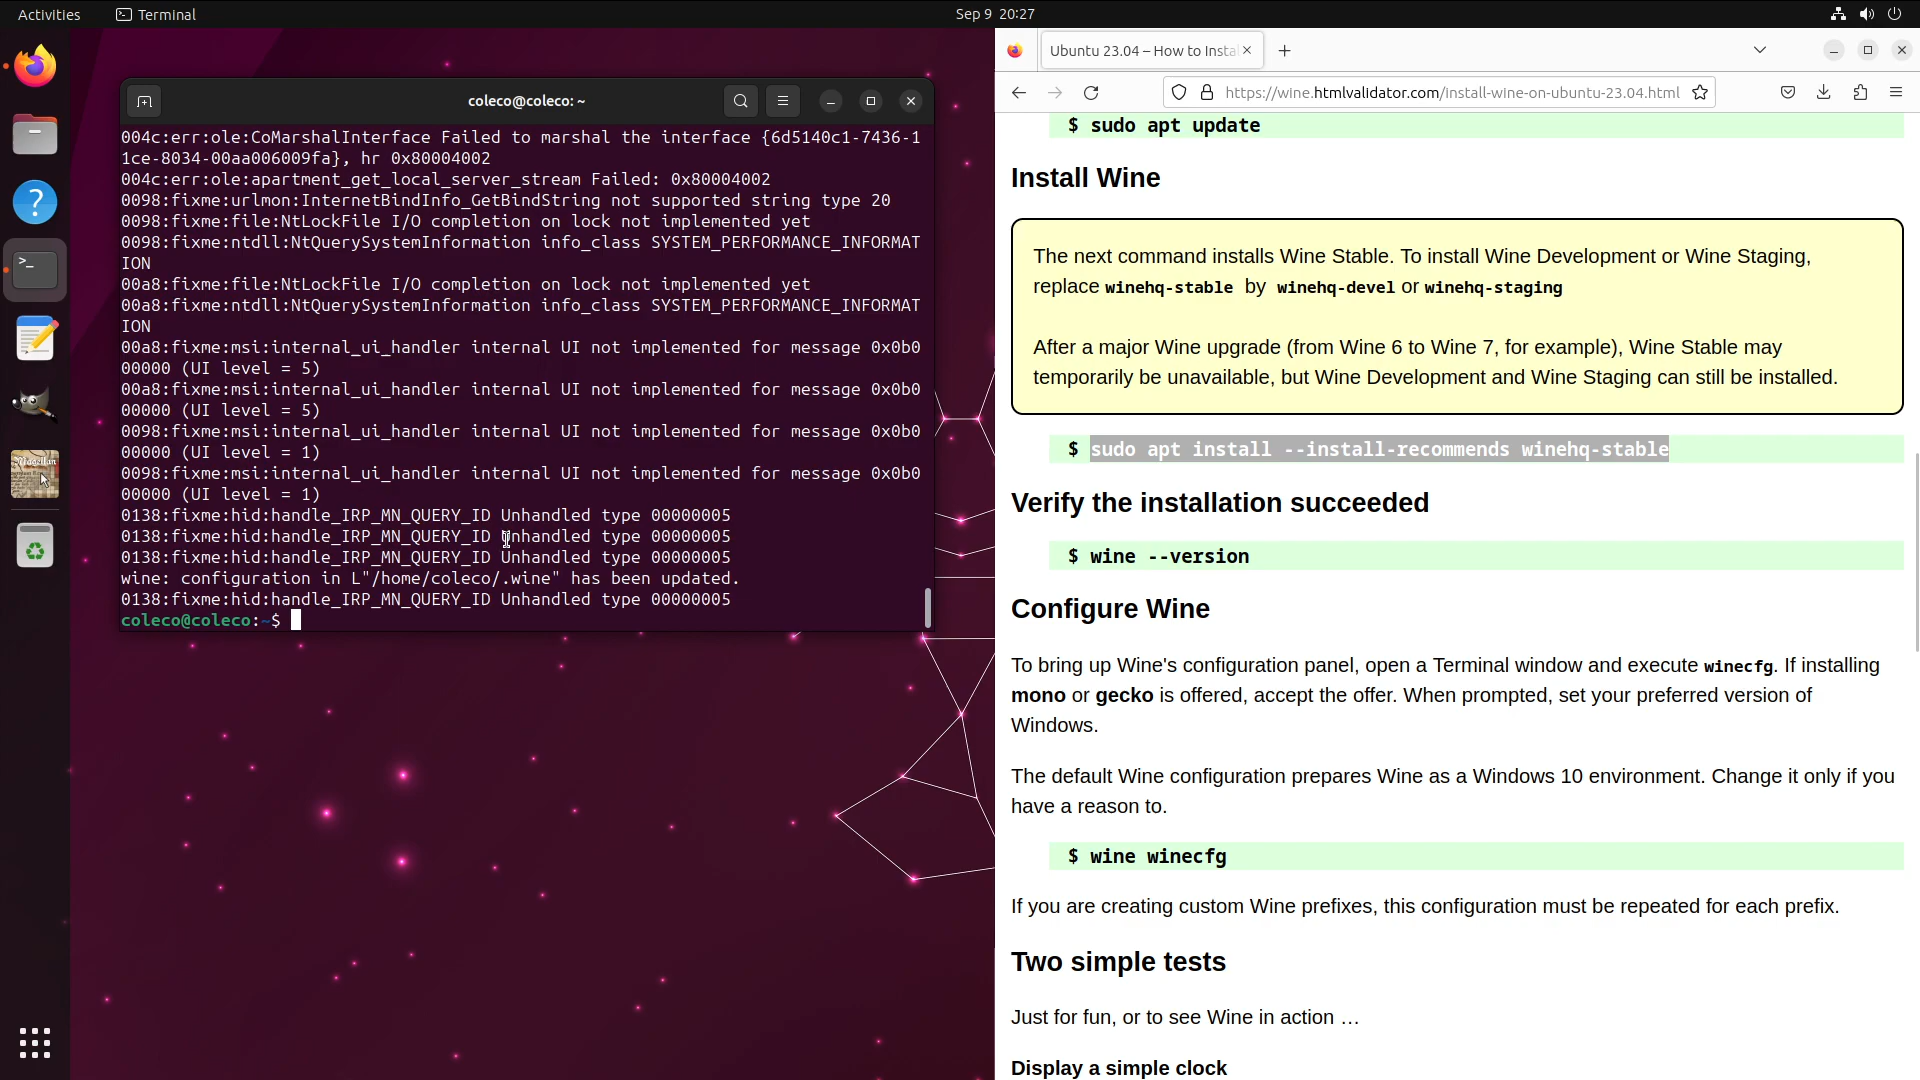 Activities
Terminal
Sep 9 20:27
coleco@coleco: ~
004c:err:ole:CoMarshalInterface Failed to marshal the interface {6d5140c1-7436-1
1ce-8034-00aa006009fa}, hr 0x80004002
004c:err:ole:apartment_get_local_server_stream Failed: 0x80004002
0098:fixme:urlmon:InternetBindInfo_GetBindString not supported string type 20
0098:fixme:file:NtLockFile I/O completion on lock not implemented yet
0098:fixme:ntdll:NtQuerySystemInformation info_class SYSTEM_PERFORMANCE_INFORMAT
ION
00a8:fixme:file:NtLockFile I/O completion on lock not implemented yet
00a8:fixme:ntdll:NtQuerySystemInformation info_class SYSTEM_PERFORMANCE_INFORMAT
ION
00a8:fixme:msi:internal_ui_handler internal UI not implemented for message 0x0b0
00000 (UI level = 5)
00a8:fixme:msi:internal_ui_handler internal UI not implemented for message 0x0b0
00000 (UI level = 5)
0098:fixme:msi:internal_ui_handler internal UI not implemented for message 0x0b0
00000 (UI level = 1)
0098:fixme:msi:internal_ui_handler internal UI not implemented for message 0x0b0
00000 (UI level = 1)
0138:fixme:hid:handle_IRP_MN_QUERY_ID Unhandled type 00000005
0138:fixme:hid:handle_IRP_MN_QUERY_ID Unhandled type 00000005
0138:fixme:hid:handle_IRP_MN_QUERY_ID Unhandled type 00000005
wine: configuration in L"/home/coleco/.wine" has been updated.
0138:fixme:hid:handle_IRP_MN_QUERY_ID Unhandled type 00000005
coleco@coleco:~$
Magellan
Ubuntu 23.04 – How to Insta
https://wine.htmlvalidator.com/install-wine-on-ubuntu-23.04.html
$ sudo apt update
Install Wine
The next command installs Wine Stable. To install Wine Development or Wine Staging,
replace winehq-stable by winehq-devel or winehq-staging
After a major Wine upgrade (from Wine 6 to Wine 7, for example), Wine Stable may
temporarily be unavailable, but Wine Development and Wine Staging can still be installed.
$ sudo apt install --install-recommends winehq-stable
Verify the installation succeeded
$ wine --version
Configure Wine
To bring up Wine's configuration panel, open a Terminal window and execute winecfg. If installing
mono or gecko is offered, accept the offer. When prompted, set your preferred version of
Windows.
The default Wine configuration prepares Wine as a Windows 10 environment. Change it only if you
have a reason to.
$ wine winecfg
If you are creating custom Wine prefixes, this configuration must be repeated for each prefix.
Two simple tests
Just for fun, or to see Wine in action …
Display a simple clock